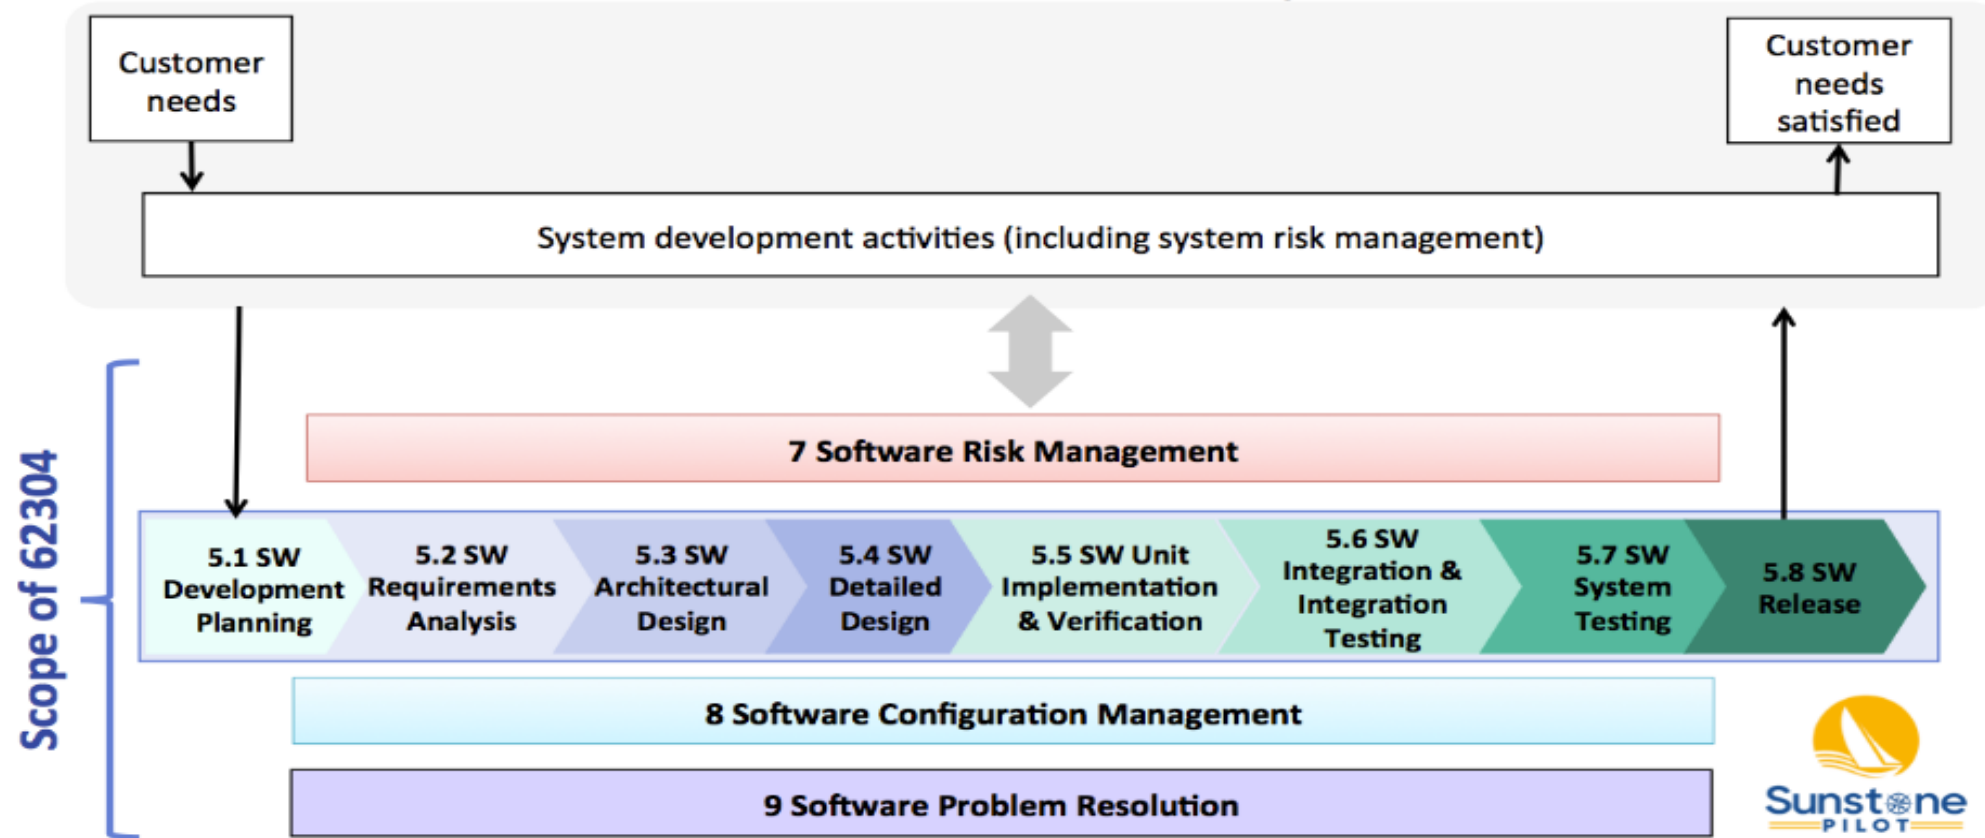 Customer
needs
Customer
needs
satisfied
System development activities (including system risk management)
Scope of 62304
7 Software Risk Management
5.1 SW
Development
Planning
5.2 SW
Requirements
Analysis
5.3 SW
Architectural
Design
5.4 SW
Detailed
Design
5.5 SW Unit
Implementation
& Verification
5.6 SW
Integration &
Integration
Testing
5.7 SW
System
Testing
5.8 SW
Release
8 Software Configuration Management
9 Software Problem Resolution
Sunstone
PILOT